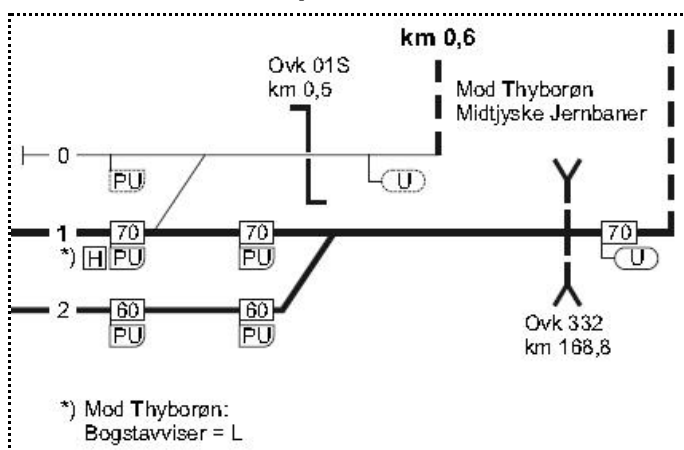 km 0,6
Ovk 01S
km 0,5
Mod Thyborøn
Midtjyske Jernbaner
0
PU
U
1
70
70
70
*) H PU
PU
U
2
60
60
PU
PU
Ovk 332
km 168,8
*) Mod Thyborøn:
Bogstavviser = L